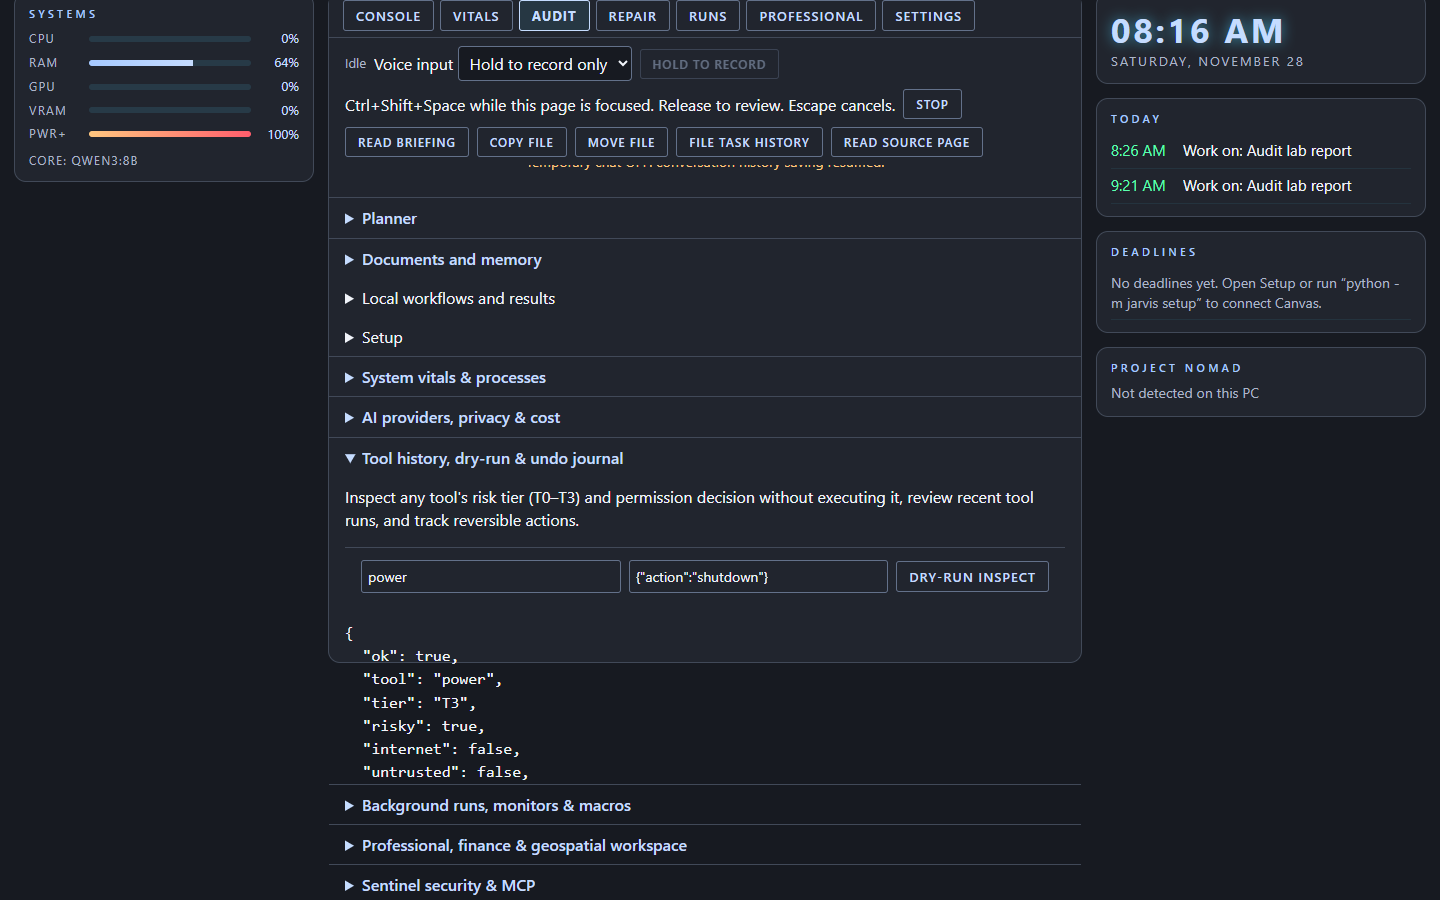 SYSTEMS
CPU 0%
RAM 64%
GPU 0%
VRAM 0%
PWR+ 100%
CORE: QWEN3:8B
CONSOLE VITALS AUDIT REPAIR RUNS PROFESSIONAL SETTINGS
Idle Voice input Hold to record only HOLD TO RECORD
Ctrl+Shift+Space while this page is focused. Release to review. Escape cancels. STOP
READ BRIEFING COPY FILE MOVE FILE FILE TASK HISTORY READ SOURCE PAGE
Temporary chat OFF. conversation history saving resumed.
Planner
Documents and memory
Local workflows and results
Setup
System vitals & processes
AI providers, privacy & cost
Tool history, dry-run & undo journal
Inspect any tool's risk tier (T0–T3) and permission decision without executing it, review recent tool
runs, and track reversible actions.
power {"action":"shutdown"} DRY-RUN INSPECT
{
"ok": true,
"tool": "power",
"tier": "T3",
"risky": true,
"internet": false,
"untrusted": false,
Background runs, monitors & macros
Professional, finance & geospatial workspace
Sentinel security & MCP
08:16 AM
SATURDAY, NOVEMBER 28
TODAY
8:26 AM Work on: Audit lab report
9:21 AM Work on: Audit lab report
DEADLINES
No deadlines yet. Open Setup or run "python -
m jarvis setup" to connect Canvas.
PROJECT NOMAD
Not detected on this PC